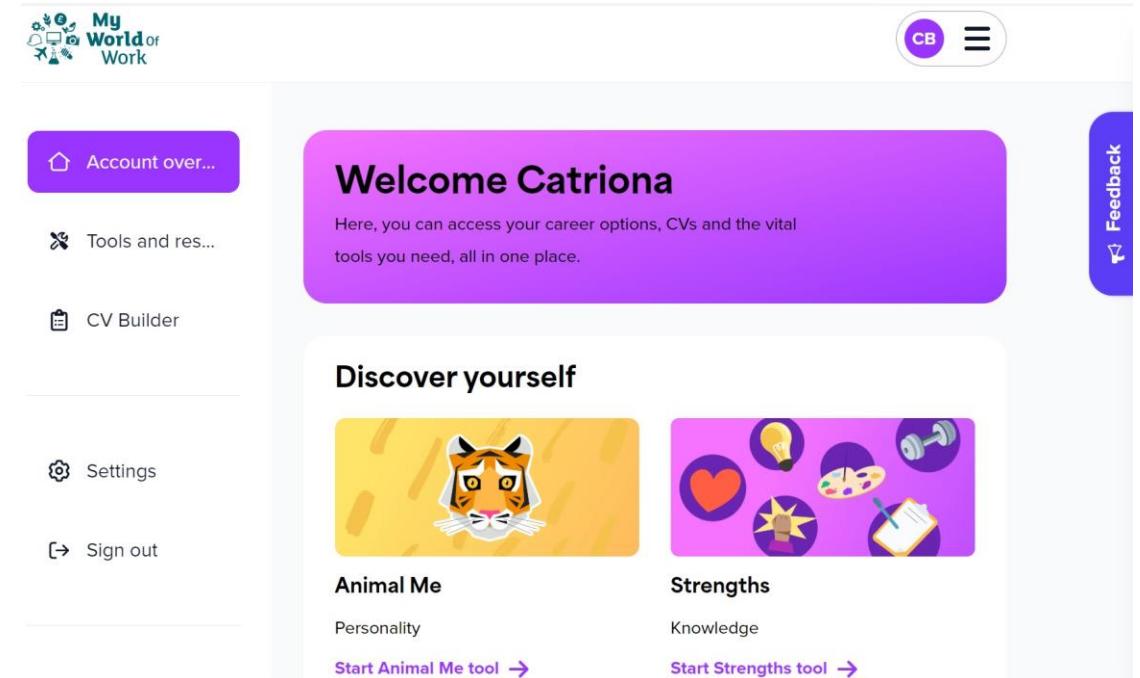 My
World Of
Work
CB
Account over...
Tools and res...
CV Builder
Settings
Sign out
Welcome Catriona
Here, you can access your career options, CVs and the vital
tools you need, all in one place.
Discover yourself
Animal Me
Personality
Start Animal Me tool →
Strengths
Knowledge
Start Strengths tool →
Feedback